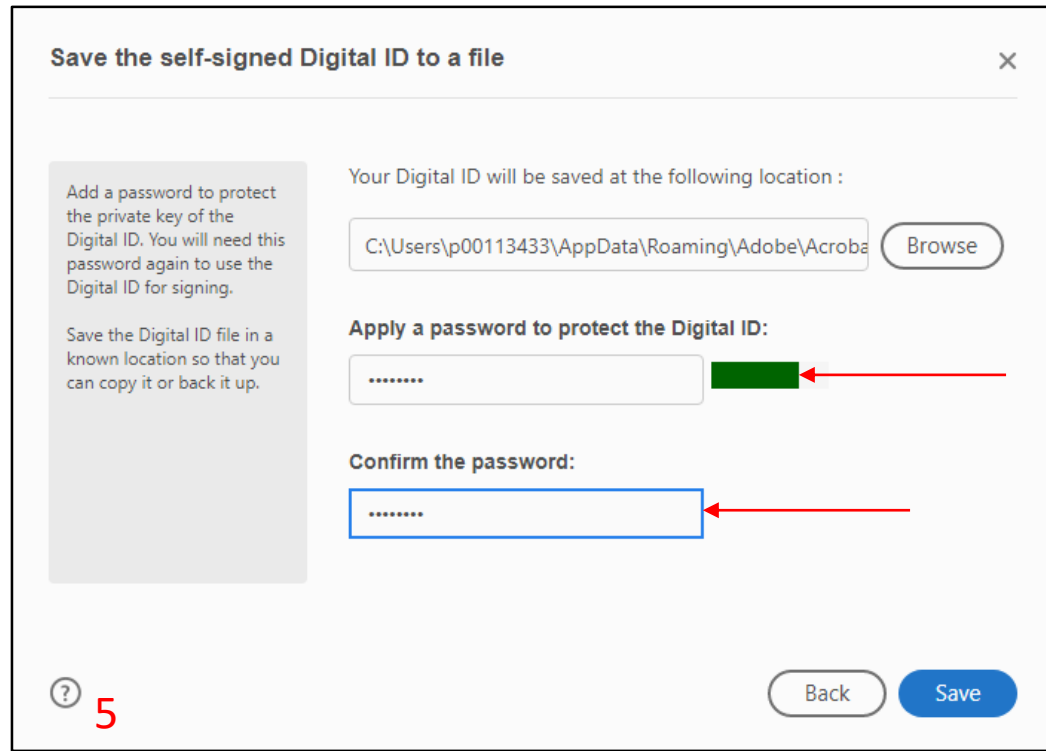 Save the self-signed Digital ID to a file
Add a password to protect
the private key of the
Digital ID. You will need this
password again to use the
Digital ID for signing.
Save the Digital ID file in a
known location so that you
can copy it or back it up.
Your Digital ID will be saved at the following location :
C:\Users\p00113433\AppData\Roaming\Adobe\Acroba
Browse
Apply a password to protect the Digital ID:
••••••••
Confirm the password:
••••••••
?
5
Back
Save